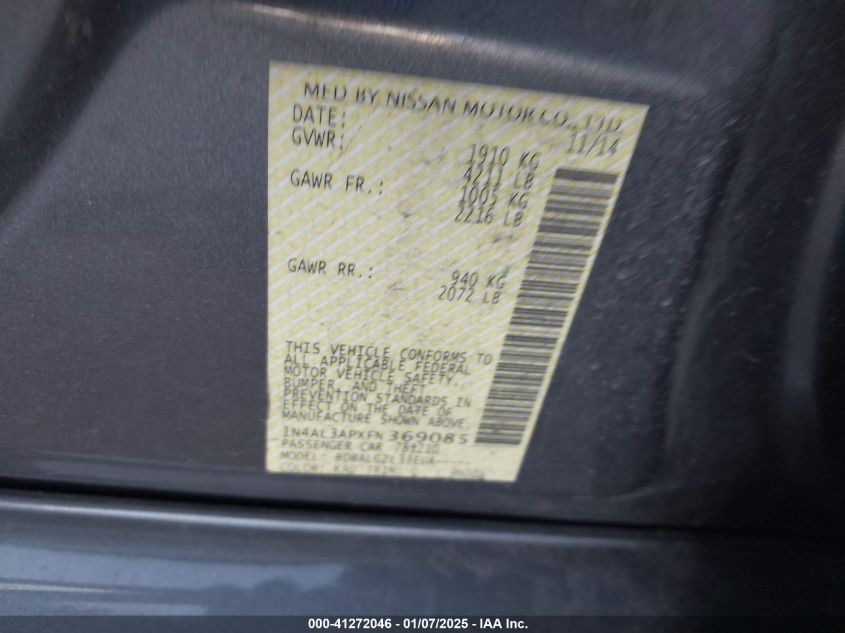 MFD BY NISSAN MOTOR CO., LTD
DATE: 11/14
GVWR: 1910 KG
4211 LB
GAWR FR.: 1005 KG
2216 LB
GAWR RR.: 940 KG
2072 LB
THIS VEHICLE CONFORMS TO
ALL APPLICABLE FEDERAL
MOTOR VEHICLE SAFETY,
BUMPER, AND THEFT
PREVENTION STANDARDS IN
EFFECT ON THE DATE OF
MANUFACTURE SHOWN ABOVE.
1N4AL3APXFN369085
PASSENGER CAR
MODEL:
COLOR: TRIM
000-41272046 - 01/07/2025 - IAA Inc.